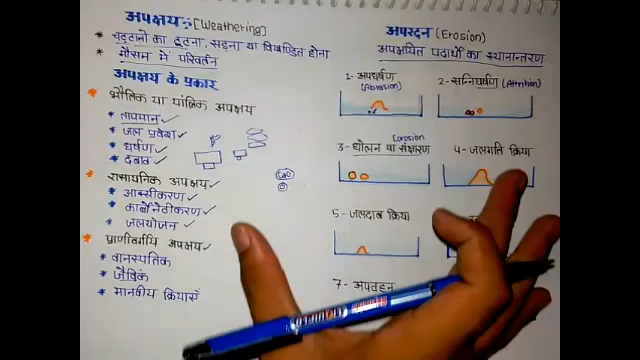 अपक्षय :- [Weathering)
* चट्टानों का टूटना, सड़ना या विखण्डित होना
* मौसम में परिवर्तन
अपक्षय के प्रकार
* भौतिक या यांत्रिक अपक्षय
* तापमान
* जल प्रवेश
* घर्षण
* दवाव
* रासायनिक अपक्षय
* आक्सीकरण
* कार्बोनेटीकरण
* जलयोजन
* प्राणीवर्गीय अपक्षय
* वानस्पतिक
* जैविक
* मानवीय क्रियाएँ
अपरदन (Erosion)
अपक्षयित पदार्थों का स्थानान्तरण
1- अपघर्षण
(Abrasion)
2- सन्निघर्षण (Attrition)
3- घोलन या संक्षारण
Corosion
4- जलगति क्रिया
5- जलदाब क्रिया
7- अपवहन